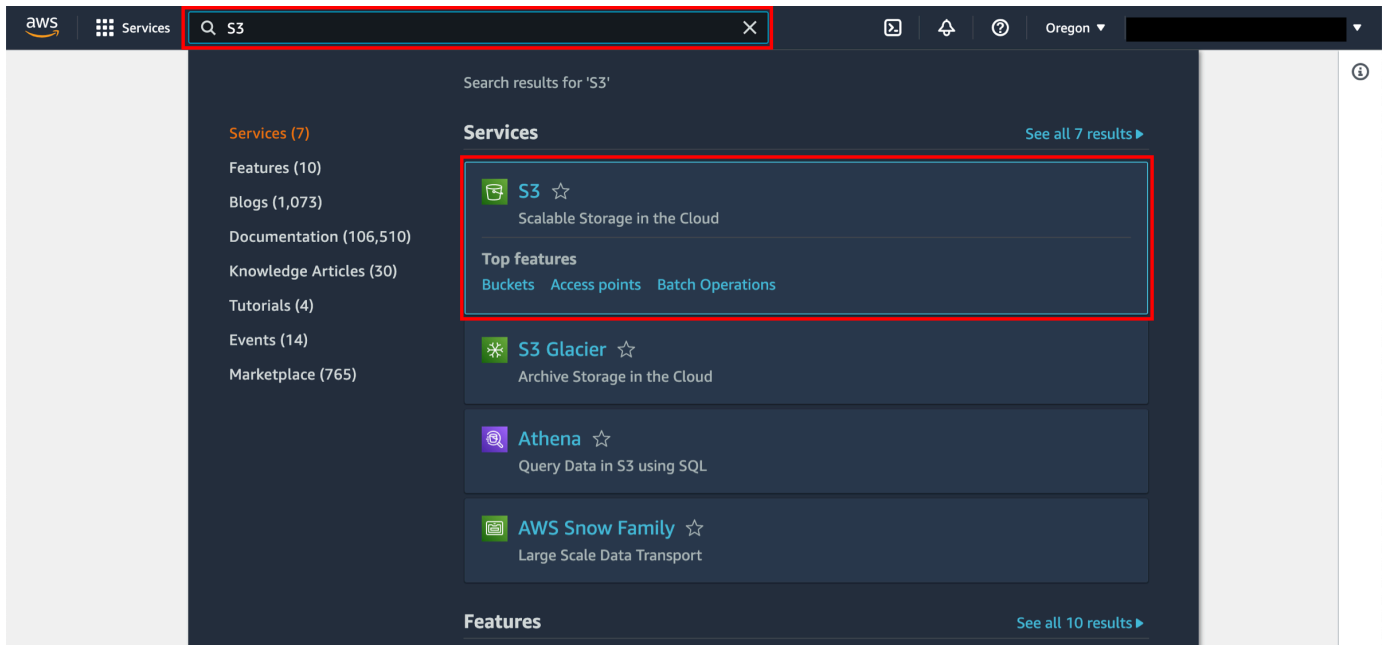 aws Services S3 Oregon
Search results for 'S3'
Services (7)
Features (10)
Blogs (1,073)
Documentation (106,510)
Knowledge Articles (30)
Tutorials (4)
Events (14)
Marketplace (765)
Services See all 7 results
S3
Scalable Storage in the Cloud
Top features
Buckets Access points Batch Operations
S3 Glacier
Archive Storage in the Cloud
Athena
Query Data in S3 using SQL
AWS Snow Family
Large Scale Data Transport
Features See all 10 results